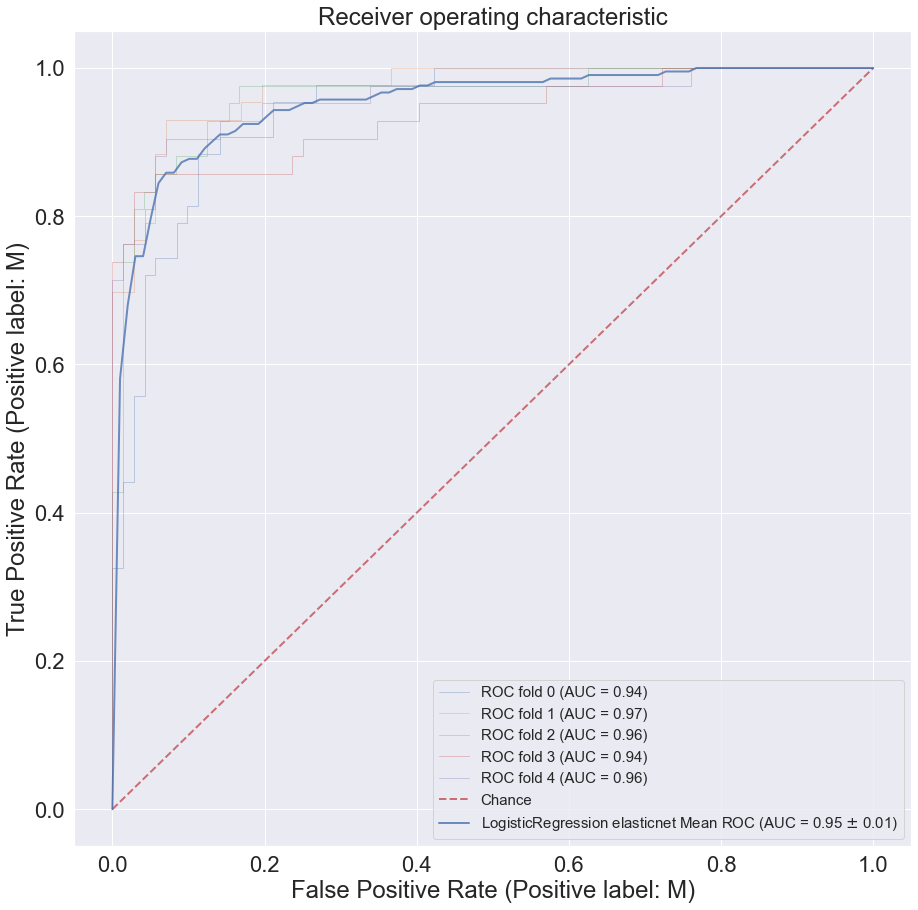 Receiver operating characteristic
1.0
0.8
0.6
0.4
0.2
0.0
True Positive Rate (Positive label: M)
ROC fold 0 (AUC = 0.94)
ROC fold 1 (AUC = 0.97)
ROC fold 2 (AUC = 0.96)
ROC fold 3 (AUC = 0.94)
ROC fold 4 (AUC = 0.96)
Chance
LogisticRegression elasticnet Mean ROC (AUC = 0.95 ± 0.01)
0.0 0.2 0.4 0.6 0.8 1.0
False Positive Rate (Positive label: M)